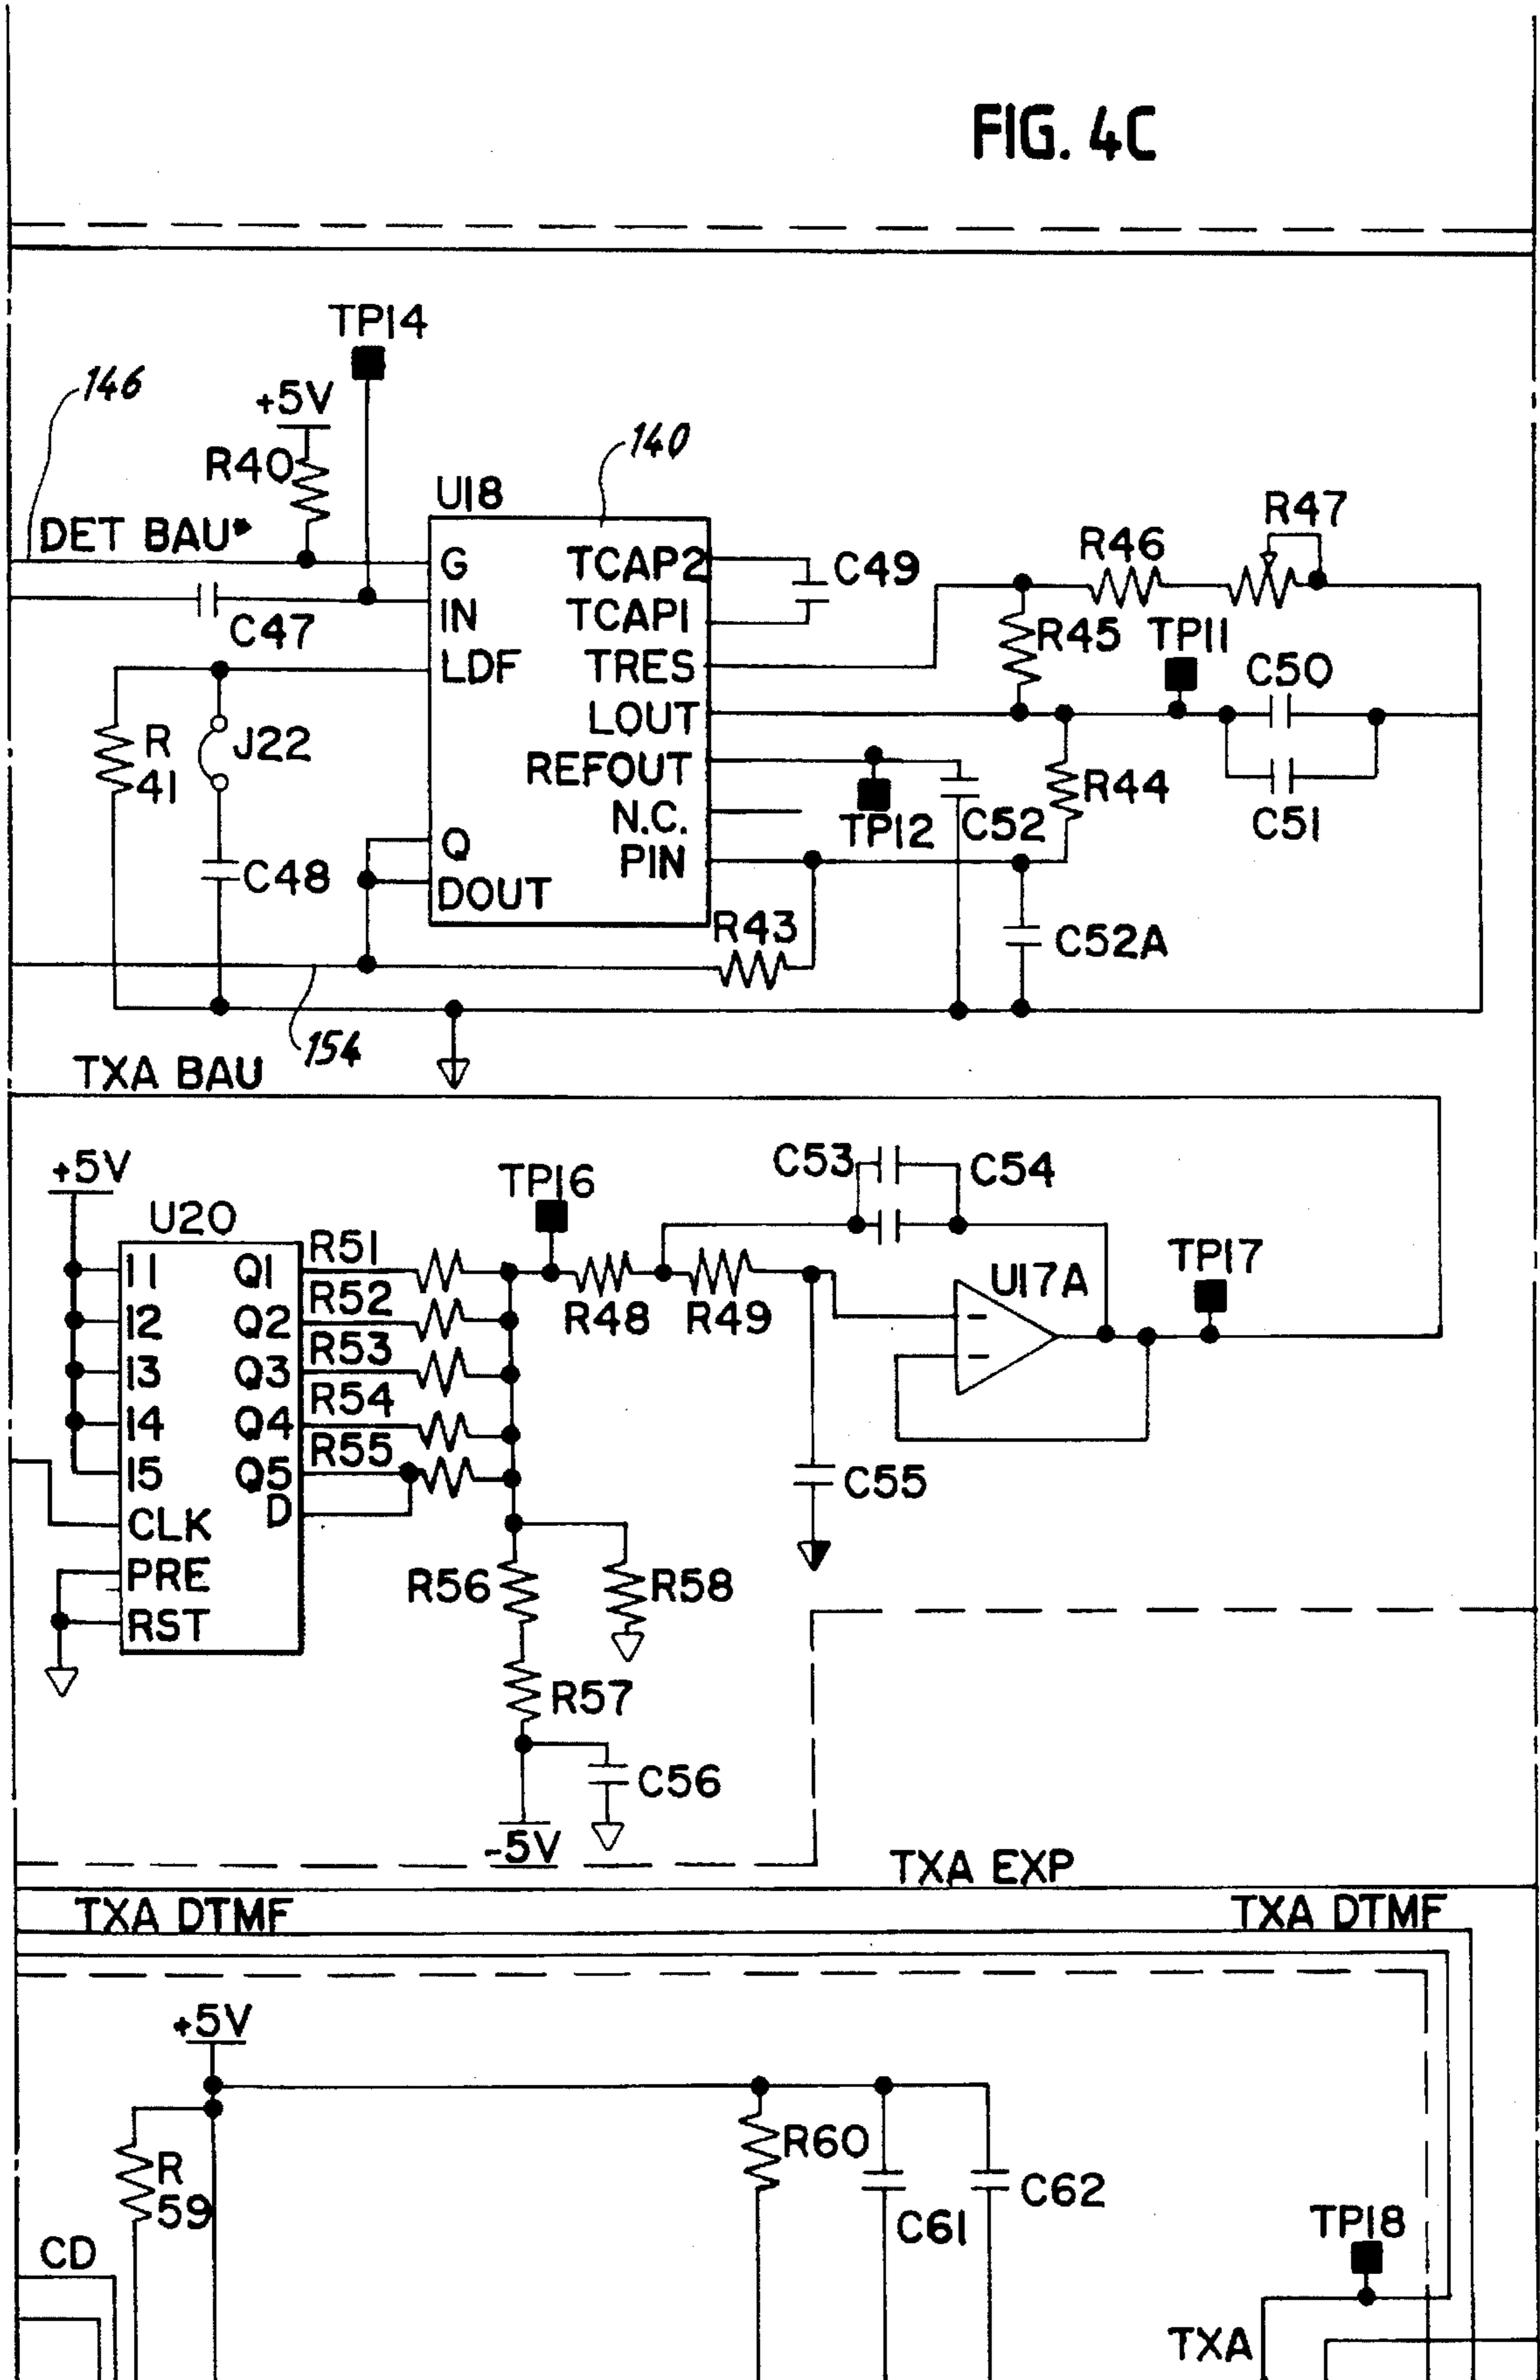 FIG. 4C
TP14
146
+5V
R40
140
U18
DET BAU*
R47
R46
G
TCAP2
C49
IN
TCAP1
C47
R45
TP11
LDF
TRES
C50
LOUT
R
41
J22
REFOUT
R44
N.C.
TP12
C52
C51
Q
PIN
C48
DOUT
R43
C52A
154
TXA BAU
+5V
TP16
C53
C54
U20
R51
TP17
I1
Q1
U17A
R52
R48
R49
I2
Q2
R53
I3
Q3
R54
I4
Q4
R55
I5
Q5
C55
D
CLK
PRE
R56
R58
RST
R57
C56
-5V
TXA EXP
TXA DTMF
TXA DTMF
+5V
R60
R
59
C62
C61
TP18
CD
TXA